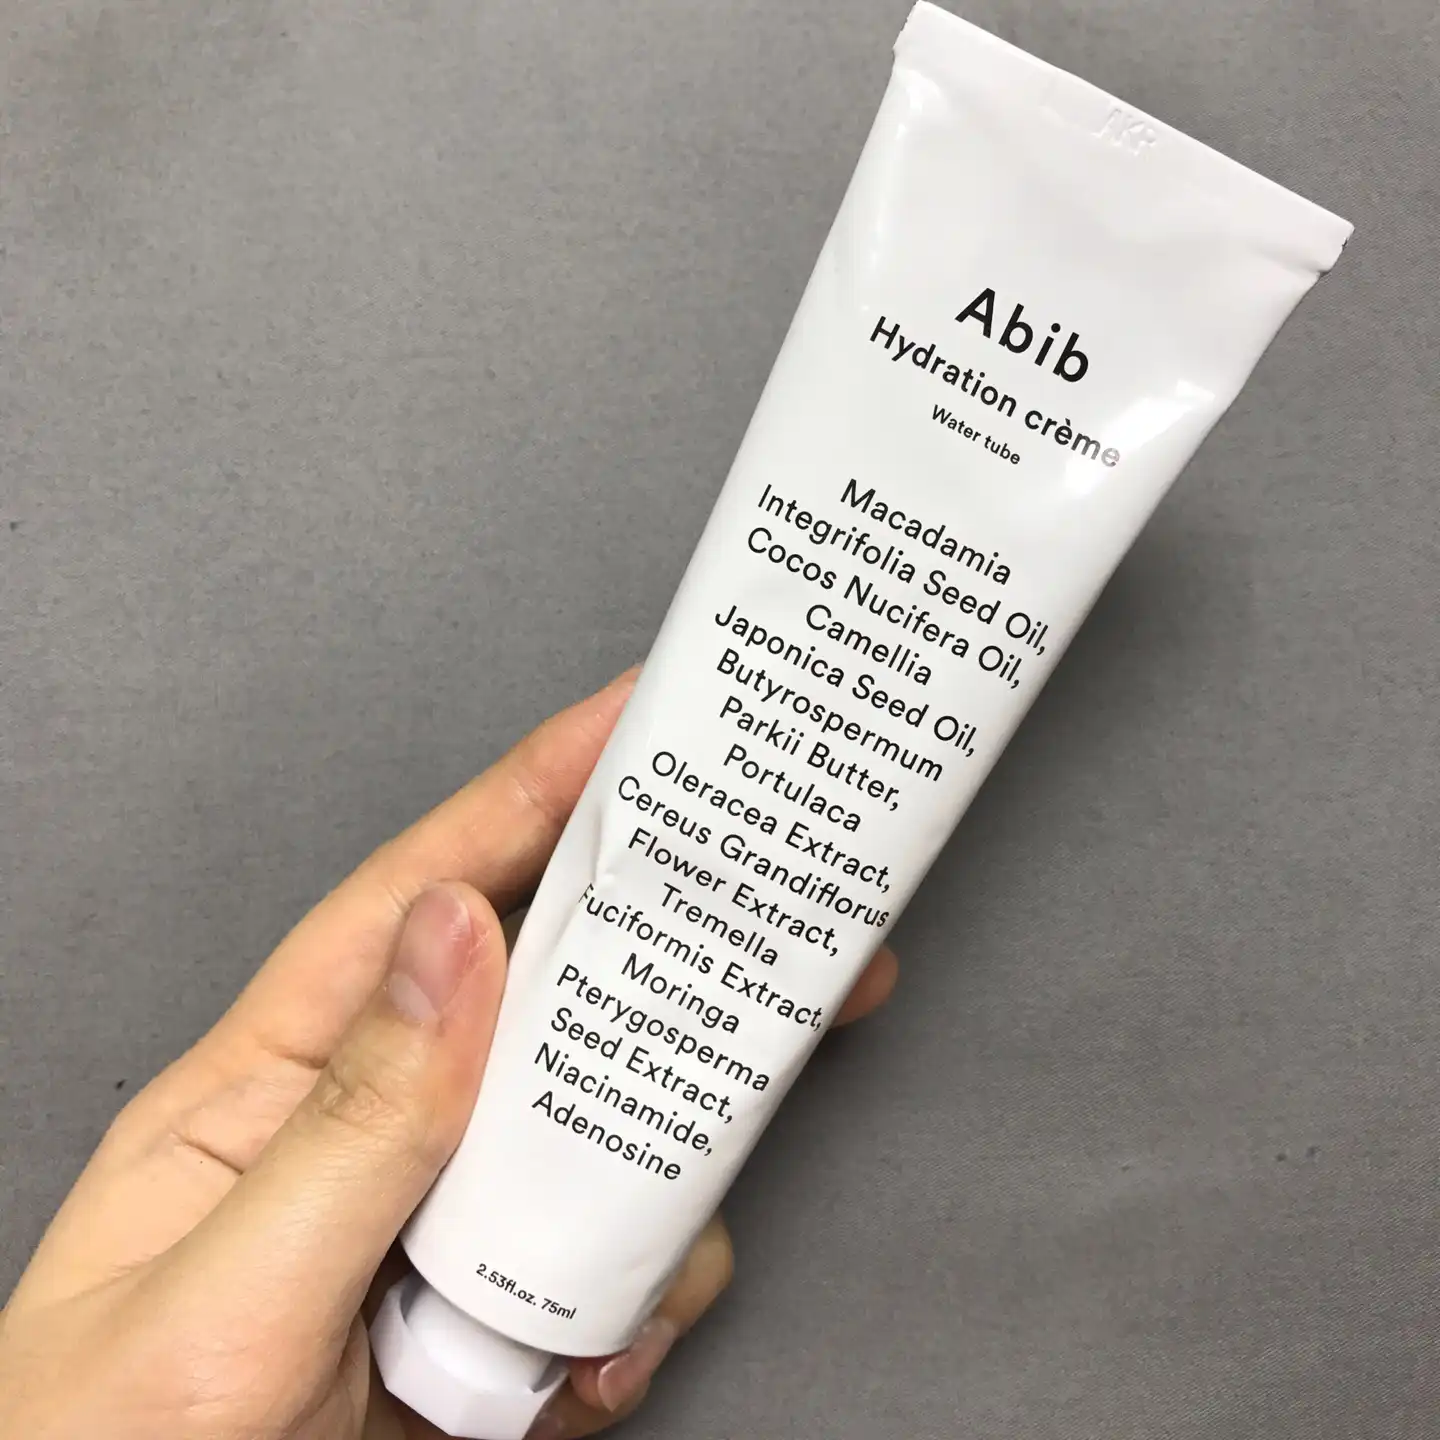 Abib
Hydration crème
Water tube
Macadamia
Integrifolia Seed Oil,
Cocos Nucifera Oil,
Camellia
Japonica Seed Oil,
Butyrospermum
Parkii Butter,
Portulaca
Oleracea Extract,
Cereus Grandiflorus
Flower Extract,
Tremella
Fuciformis Extract,
Moringa
Pterygosperma
Seed Extract,
Niacinamide,
Adenosine
2.53fl.oz. 75ml